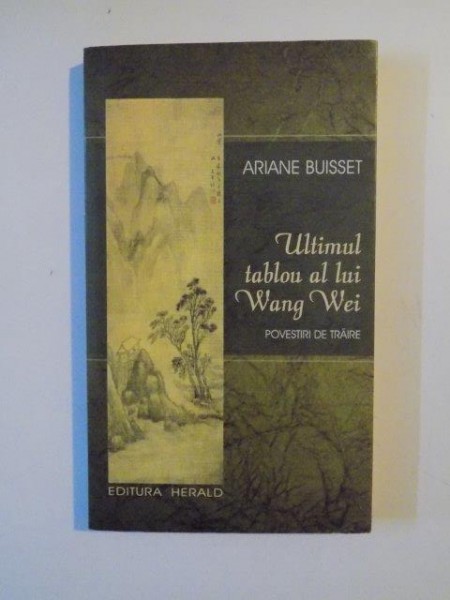 ARIANE BUISSET
Ultimul
tablou al lui
Wang Wei
POVESTIRI DE TRĂIRE
EDITURA HERALD